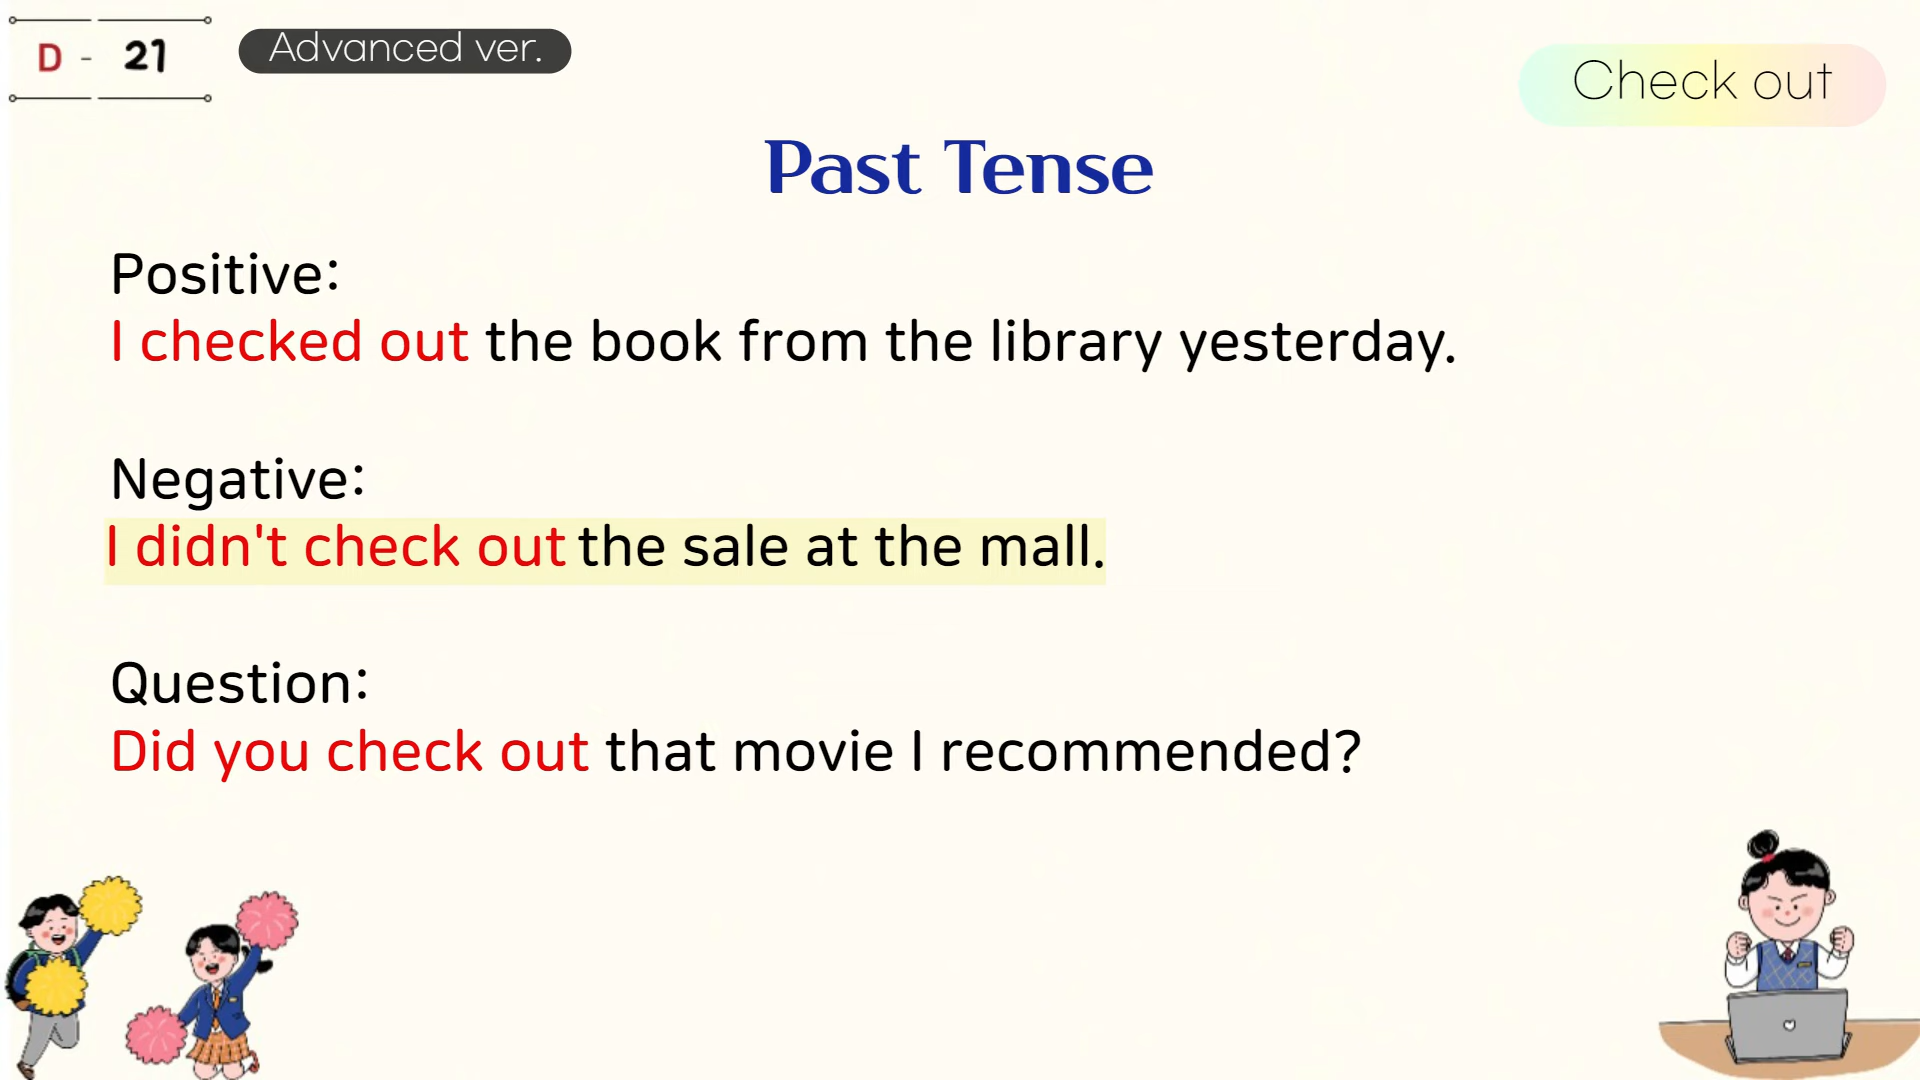 D - 21
Advanced ver.
Check out
Past Tense
Positive:
I checked out the book from the library yesterday.
Negative:
I didn't check out the sale at the mall.
Question:
Did you check out that movie I recommended?